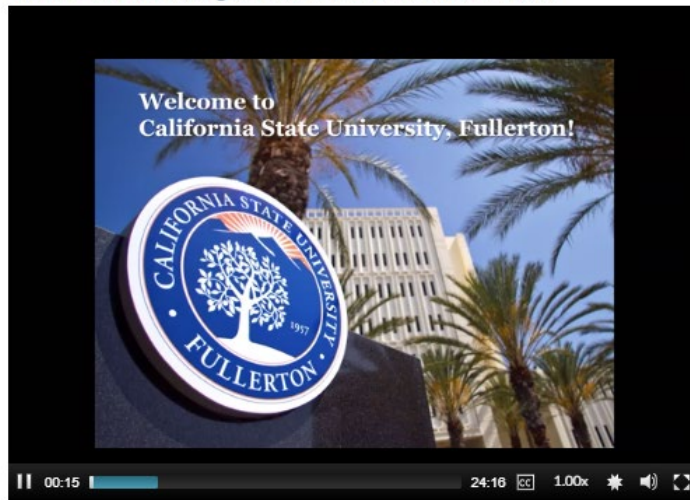 Welcome to
California State University, Fullerton!
CALIFORNIA STATE UNIVERSITY
1957
• FULLERTON •
00:15
24:16
CC
1.00x